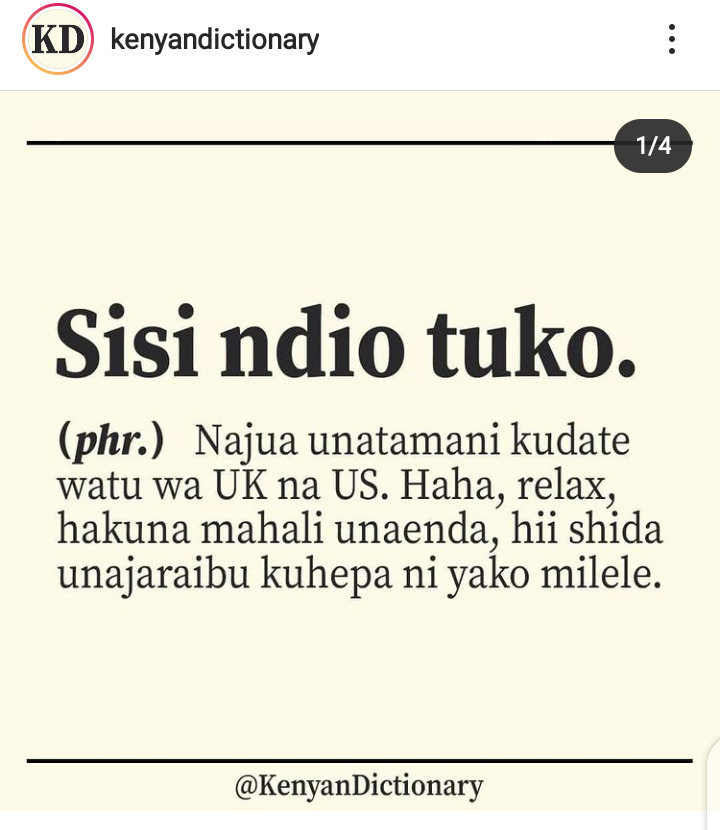 KD kenyandictionary
1/4
Sisi ndio tuko.
(phr.) Najua unatamani kudate
watu wa UK na US. Haha, relax,
hakuna mahali unaenda, hii shida
unajaraibu kuhepa ni yako milele.
@KenyanDictionary